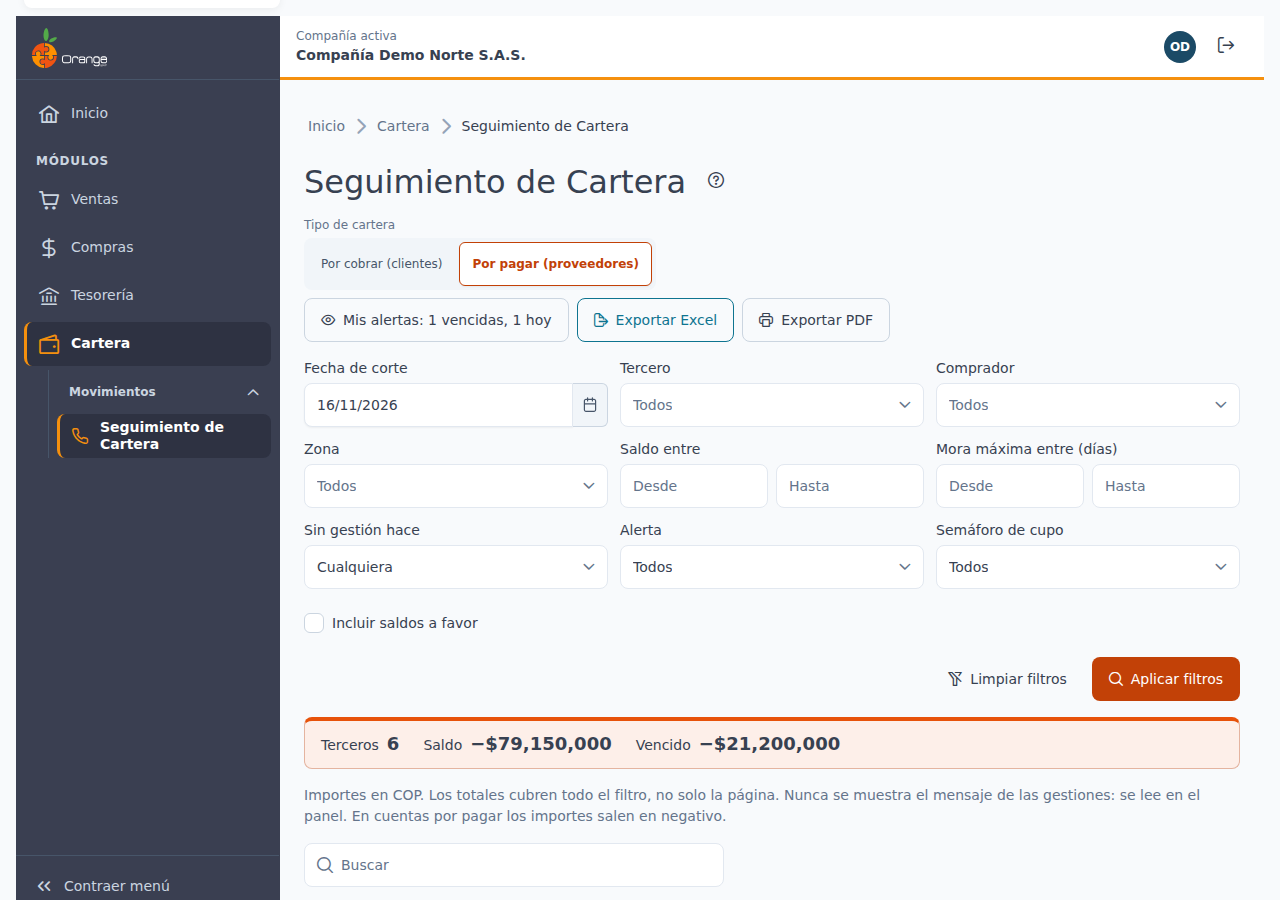 Orange
Compañía activa
Compañía Demo Norte S.A.S.
OD
Inicio
MÓDULOS
Ventas
Compras
Tesorería
Cartera
Movimientos
Seguimiento de
Cartera
Contraer menú
Inicio Cartera Seguimiento de Cartera
Seguimiento de Cartera
Tipo de cartera
Por cobrar (clientes) Por pagar (proveedores)
Mis alertas: 1 vencidas, 1 hoy Exportar Excel Exportar PDF
Fecha de corte Tercero Comprador
16/11/2026 Todos Todos
Zona Saldo entre Mora máxima entre (días)
Todos Desde Hasta Desde Hasta
Sin gestión hace Alerta Semáforo de cupo
Cualquiera Todos Todos
Incluir saldos a favor
Limpiar filtros Aplicar filtros
Terceros 6 Saldo −$79,150,000 Vencido −$21,200,000
Importes en COP. Los totales cubren todo el filtro, no solo la página. Nunca se muestra el mensaje de las gestiones: se lee en el
panel. En cuentas por pagar los importes salen en negativo.
Buscar